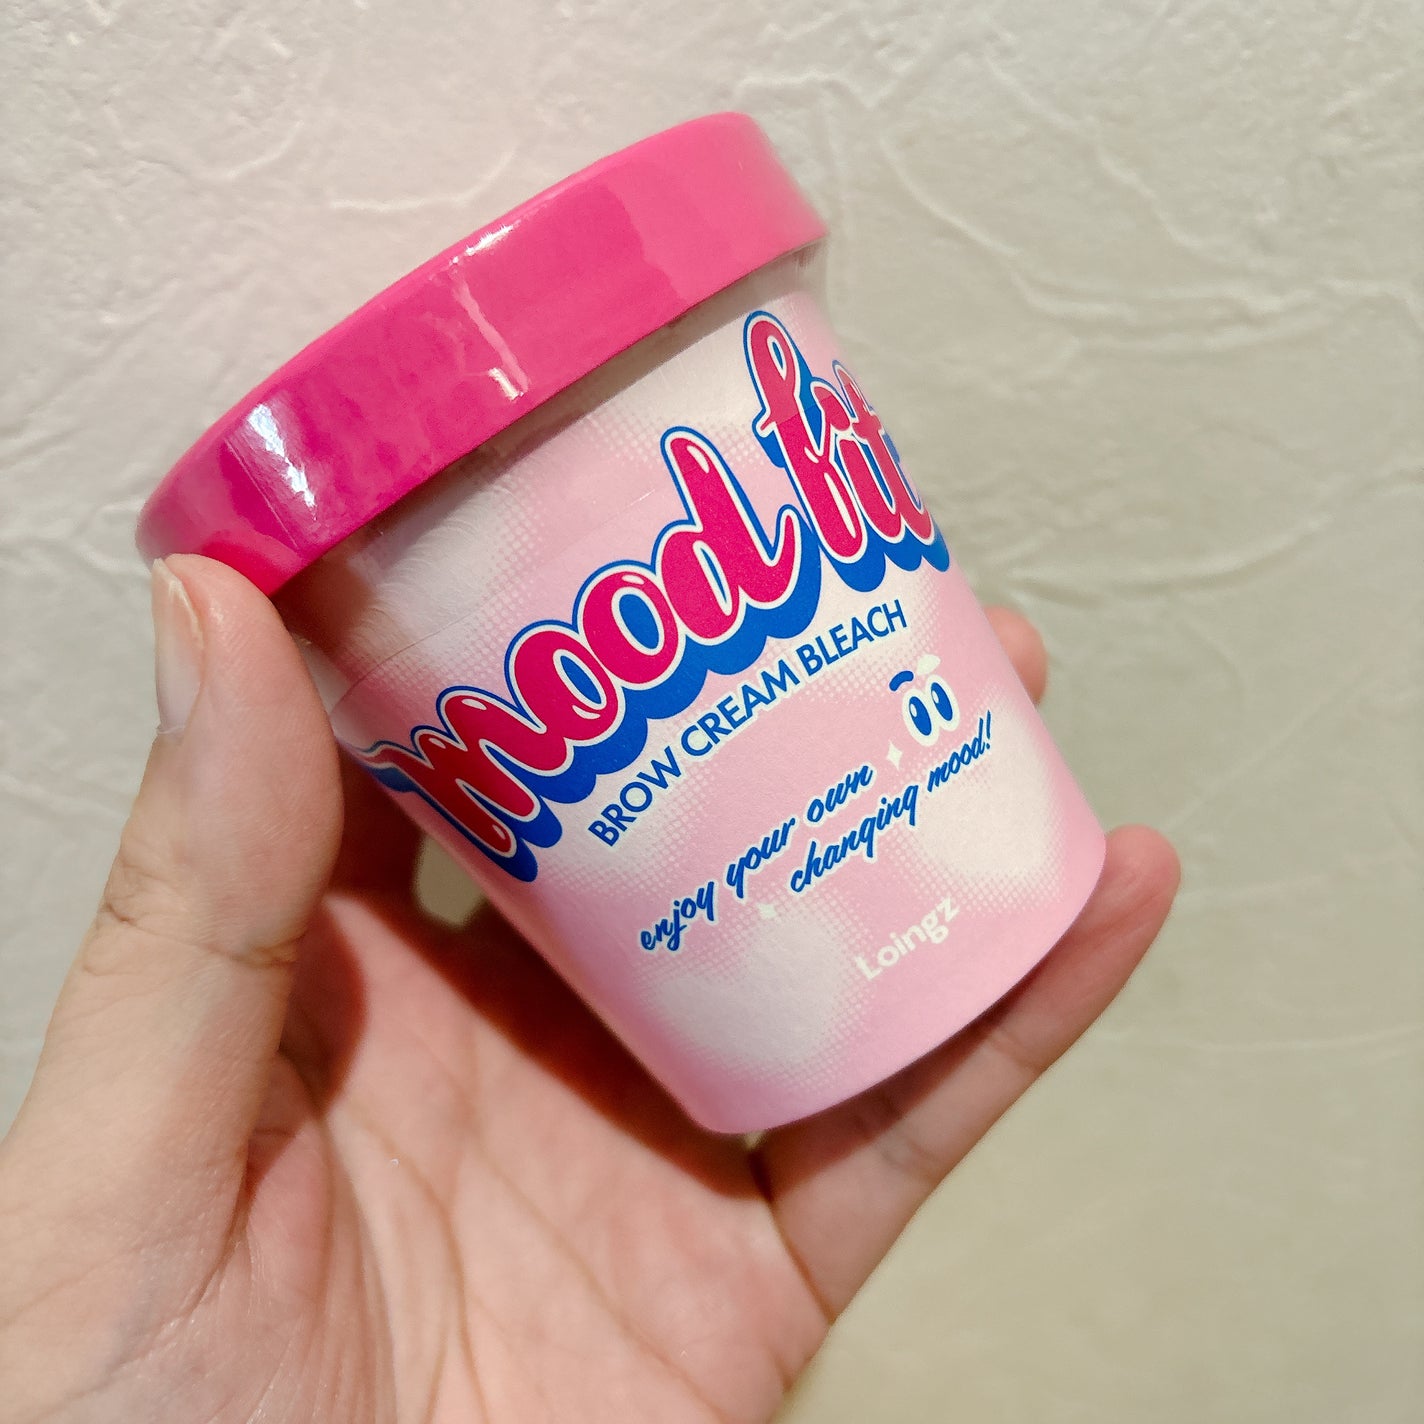 mood fit
BROW CREAM BLEACH
enjoy your own
changing mood!
Loingz